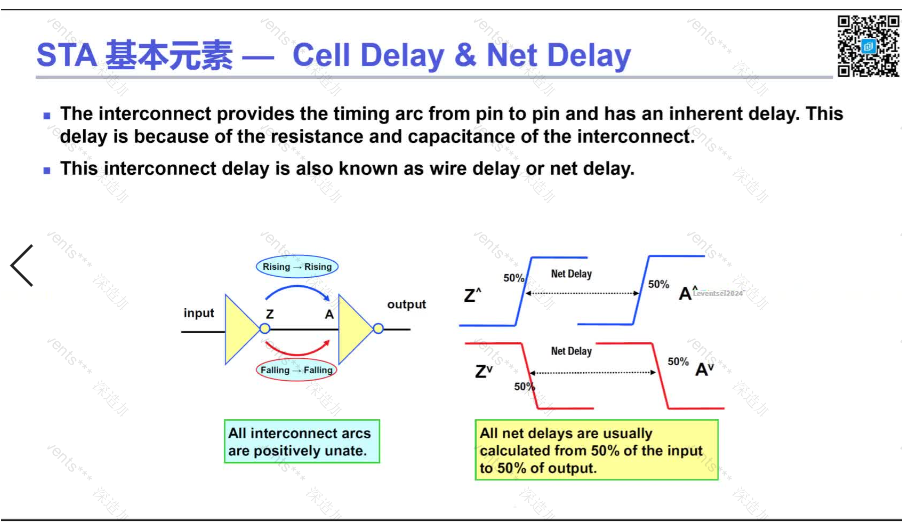 STA 基本元素 — Cell Delay & Net Delay
The interconnect provides the timing arc from pin to pin and has an inherent delay. This
delay is because of the resistance and capacitance of the interconnect.
This interconnect delay is also known as wire delay or net delay.
Rising → Rising
input
Z
A
output
Falling → Falling
50%
Net Delay
50%
Z^
A^
Net Delay
50%
50%
Zv
Av
All interconnect arcs
are positively unate.
All net delays are usually
calculated from 50% of the input
to 50% of output.